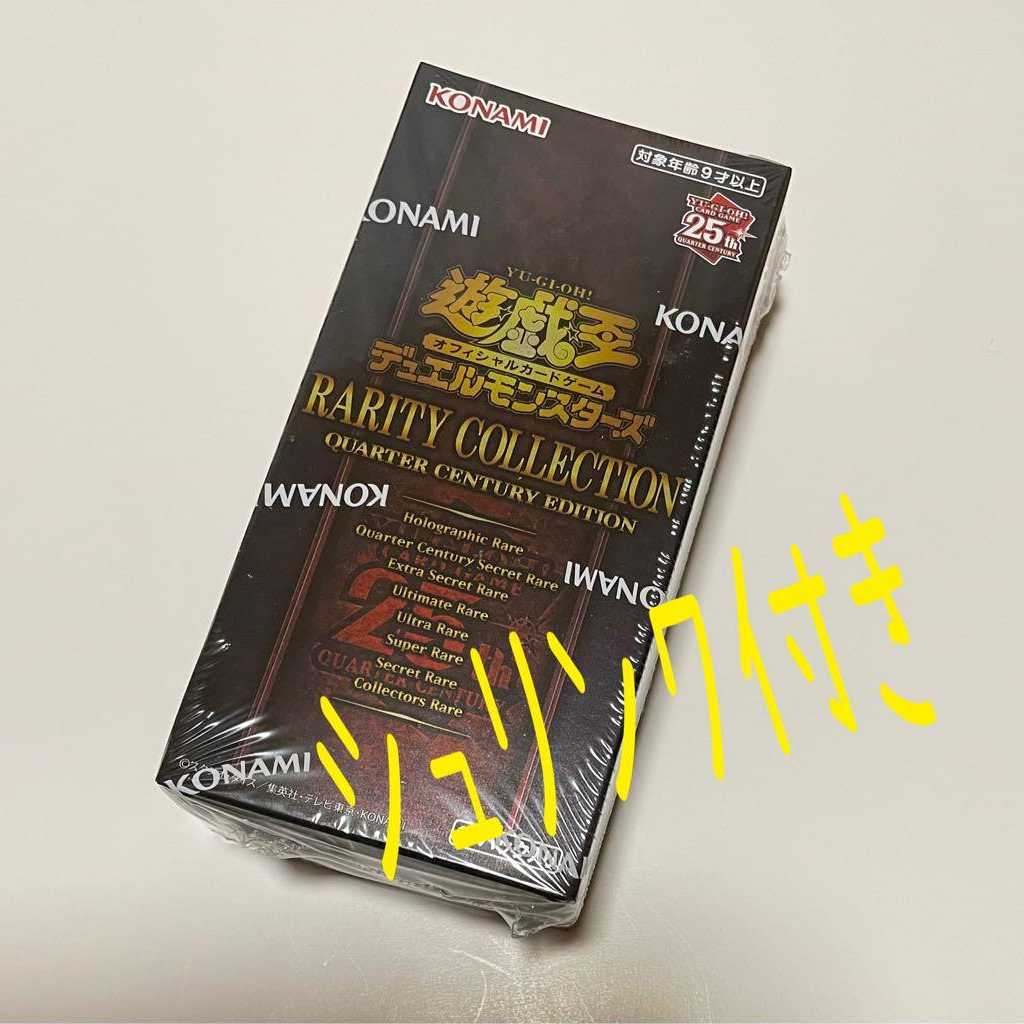 KONAMI
対象年齢9才以上
YU-GI-OH!
CARD GAME
25th
QUARTER CENTURY
KONAMI
KONA
YU-GI-OH!
遊戯王
オフィシャルカードゲーム
デュエルモンスターズ
RARITY COLLECTION
QUARTER CENTURY EDITION
KONAMI
Holographic Rare
Quarter Century Secret Rare
Extra Secret Rare
Ultimate Rare
Ultra Rare
Super Rare
Secret Rare
Collectors Rare
25th
QUARTER CENTURY
KONAMI
シュリンク付き
KONAMI
集英社・テレビ東京・KONAMI